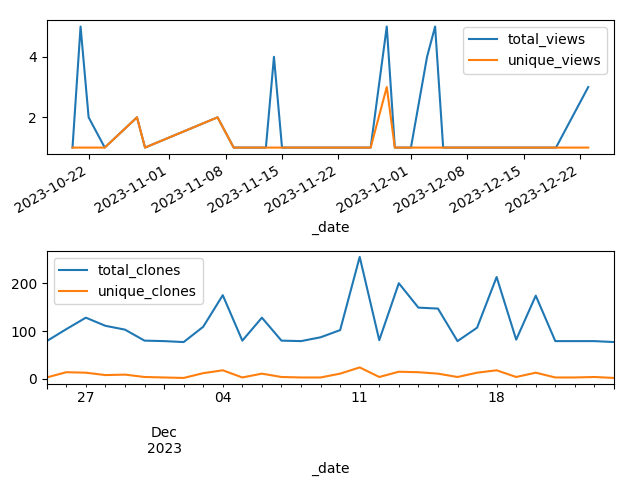 4
2
total_views
unique_views
2023-10-22
2023-11-01
2023-11-08
2023-11-15
2023-11-22
2023-12-01
2023-12-08
2023-12-15
2023-12-22
_date
200
100
0
total_clones
unique_clones
27
04
11
18
Dec
2023
_date